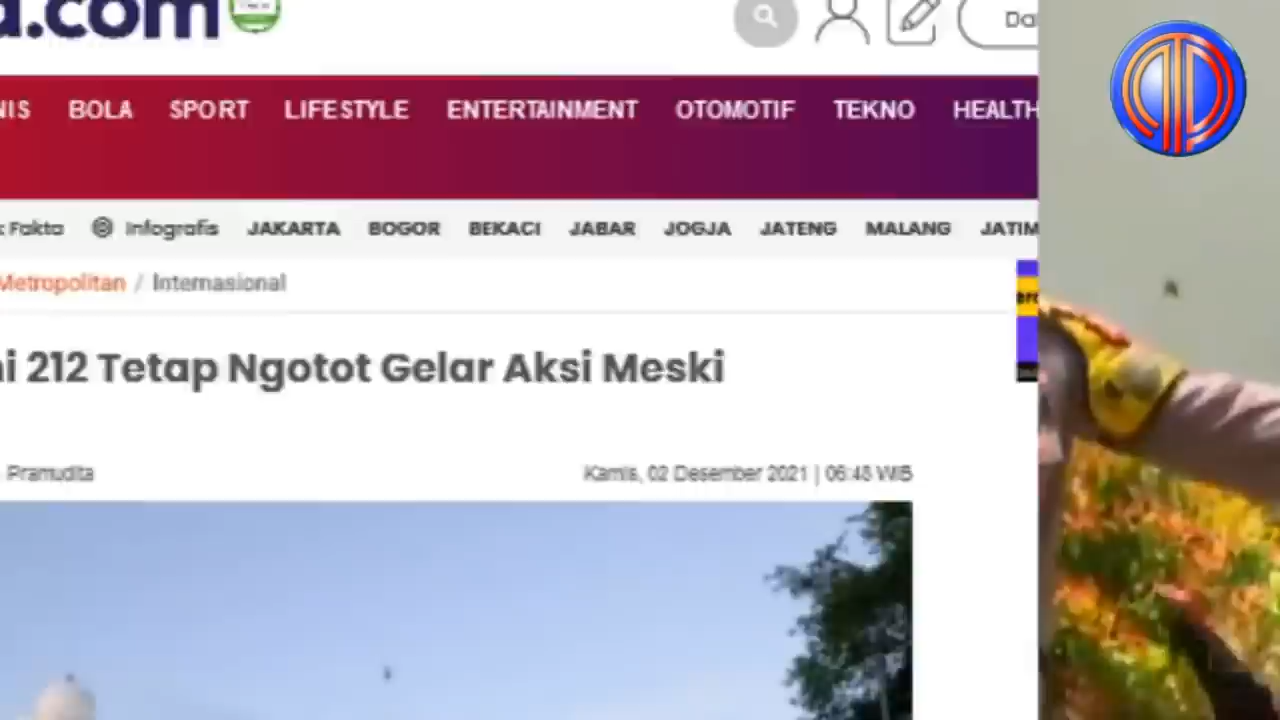 a.com
Da
NIS BOLA SPORT LIFESTYLE ENTERTAINMENT OTOMOTIF TEKNO HEALTH
k Fakta Infografis JAKARTA BOGOR BEKACI JABAR JOGJA JATENG MALANG JATIM
Metropolitan / Internasional
ni 212 Tetap Ngotot Gelar Aksi Meski
Pramudita
Kamis, 02 Desember 2021 | 06:48 WIB